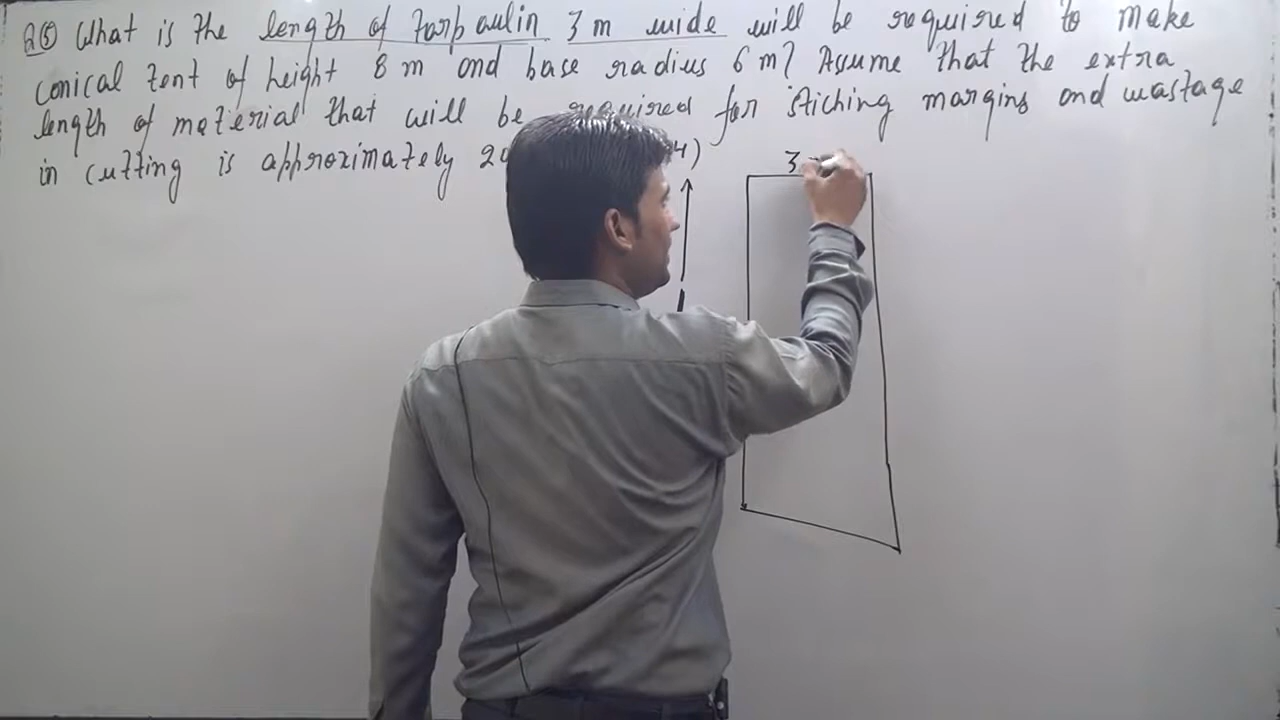 Q5 What is the length of tarpaulin 3 m wide will be required to make
conical tent of height 8 m and base radius 6 m? Assume that the extra
length of material that will be required for stiching margins and wastage
in cutting is approximately 20 4)
3